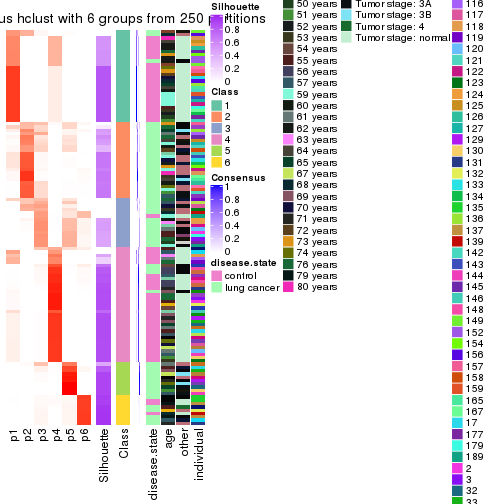 us hclust with 6 groups from 250 partitions
p1
p2
p3
p4
p5
p6
Silhouette
Class
disease.state
age
other
individual
Silhouette
1
0.8
0.6
0.4
0.2
0
Class
1
2
3
4
5
6
Consensus
1
0.8
0.6
0.4
0.2
0
disease.state
control
lung cancer
50 years
51 years
52 years
53 years
54 years
55 years
56 years
57 years
59 years
60 years
61 years
62 years
63 years
64 years
65 years
67 years
68 years
69 years
70 years
72 years
73 years
74 years
76 years
78 years
79 years
80 years
Tumor stage: 3A
Tumor stage: 3B
Tumor stage: 4
Tumor stage: normal
116
117
118
119
120
121
122
123
124
125
126
127
129
130
131
132
133
134
135
136
137
139
142
143
144
145
146
148
149
152
154
156
157
158
159
165
167
17
177
179
189
2
3
32
33